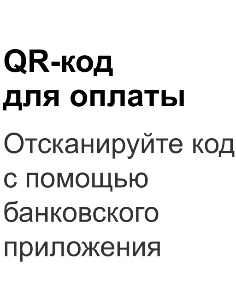 QR-код
для оплаты
Отсканируйте код
с помощью
банковского
приложения